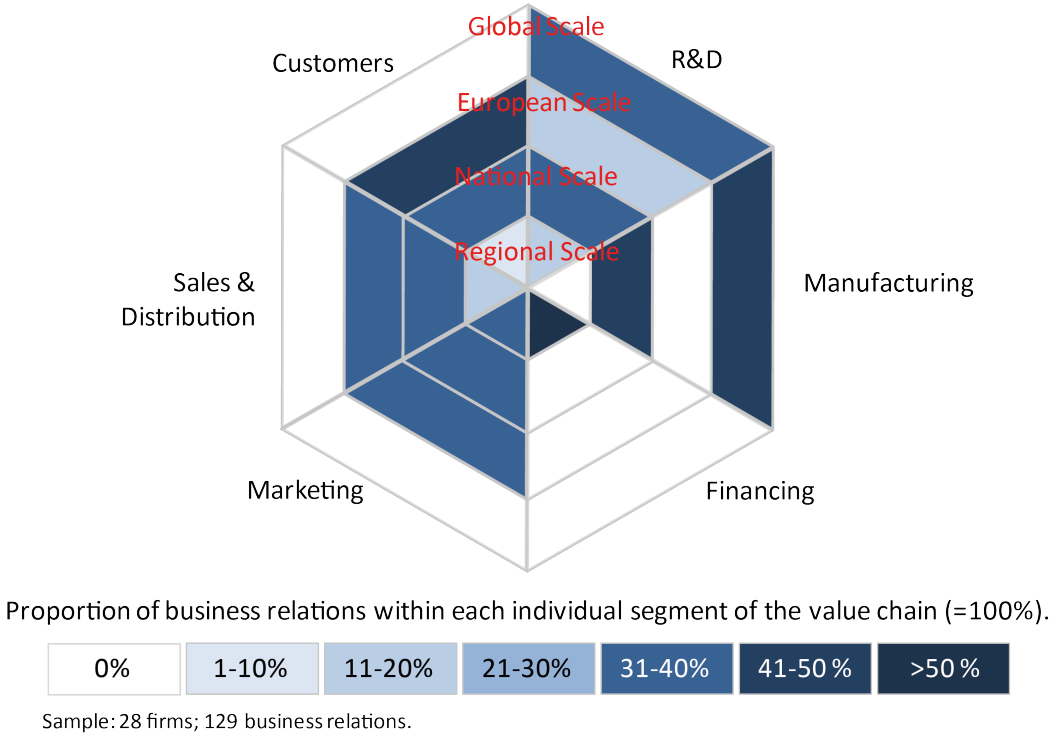 Global Scale
Customers
R&D
European Scale
National Scale
Regional Scale
Sales &
Distribution
Manufacturing
Marketing
Financing
Proportion of business relations within each individual segment of the value chain (=100%).
0%
1-10%
11-20%
21-30%
31-40%
41-50 %
>50 %
Sample: 28 firms; 129 business relations.